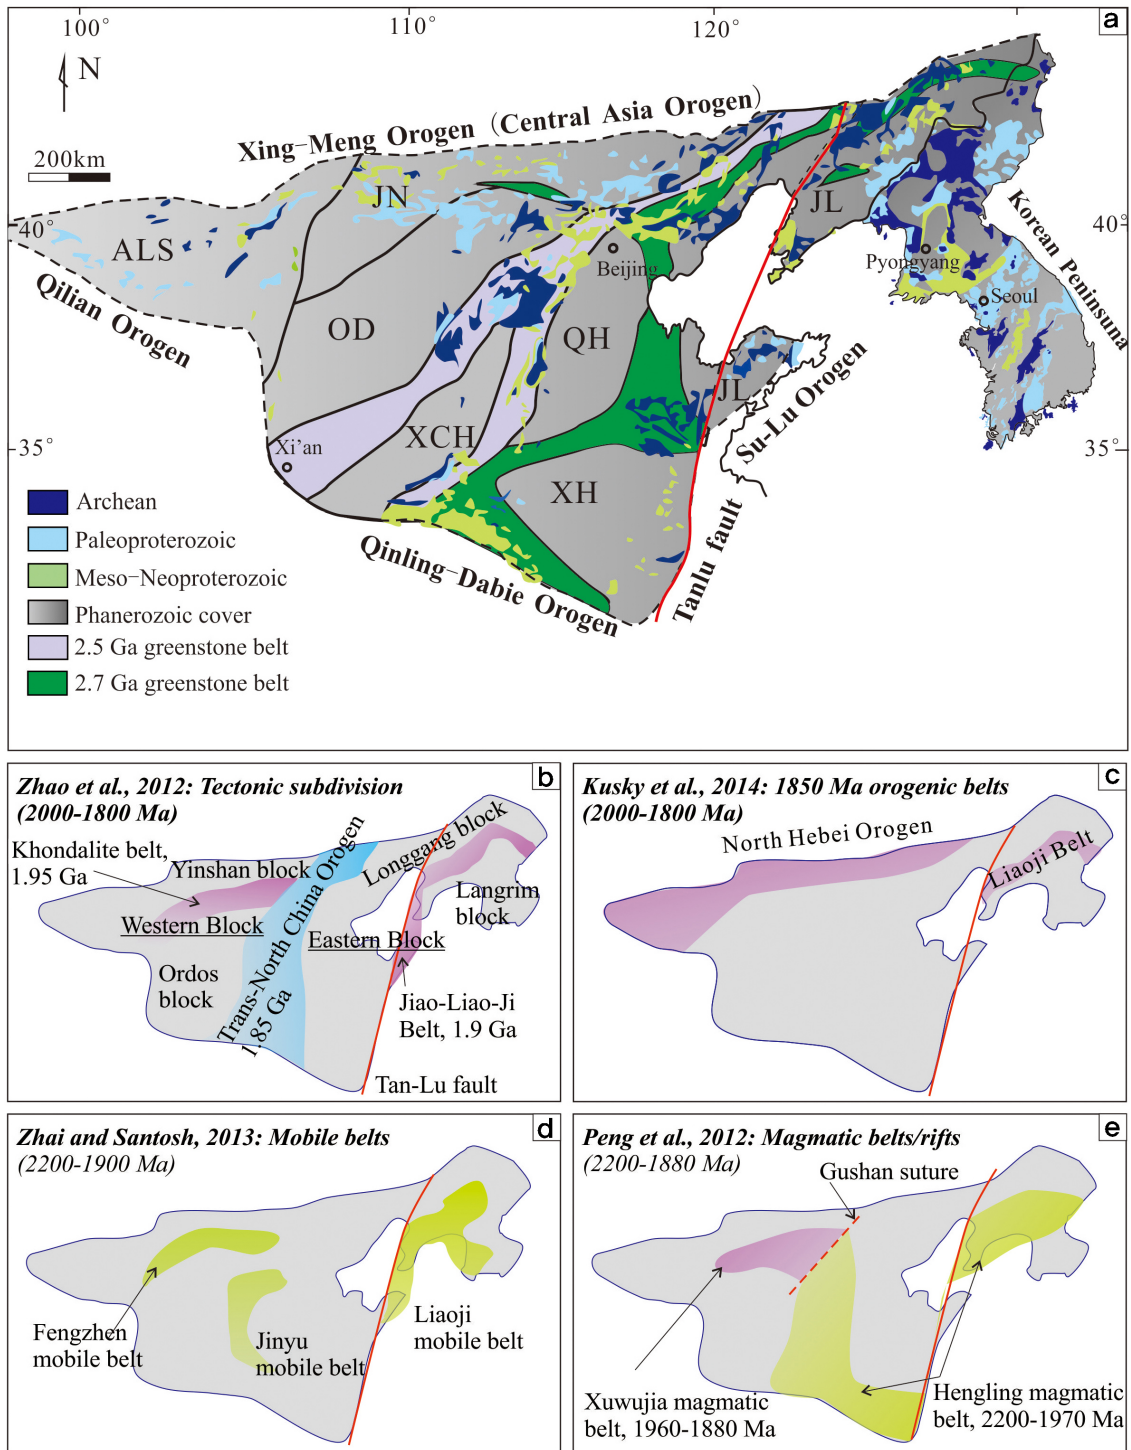 100°
110°
120°
a
N
200km
Xing-Meng Orogen (Central Asia Orogen)
JN
JL
40°
40°
ALS
Beijing
Pyongyang
Korean Peninsuna
Seoul
Qilian Orogen
OD
QH
JL
Su-Lu Orogen
XCH
Xi'an
35°
35°
XH
Archean
Paleoproterozoic
Meso-Neoproterozoic
Phanerozoic cover
2.5 Ga greenstone belt
2.7 Ga greenstone belt
Qinling-Dabie Orogen
Tanlu fault
Zhao et al., 2012: Tectonic subdivision
(2000-1800 Ma)
b
Khondalite belt,
1.95 Ga
Yinshan block
Longgang block
Langrim
block
Western Block
Trans-North China Orogen
1.85 Ga
Eastern Block
Ordos
block
Jiao-Liao-Ji
Belt, 1.9 Ga
Tan-Lu fault
Kusky et al., 2014: 1850 Ma orogenic belts
(2000-1800 Ma)
c
North Hebei Orogen
Liaoji Belt
Zhai and Santosh, 2013: Mobile belts
(2200-1900 Ma)
d
Fengzhen
mobile belt
Jinyu
mobile belt
Liaoji
mobile belt
Peng et al., 2012: Magmatic belts/rifts
(2200-1880 Ma)
e
Gushan suture
Xuwujia magmatic
belt, 1960-1880 Ma
Hengling magmatic
belt, 2200-1970 Ma